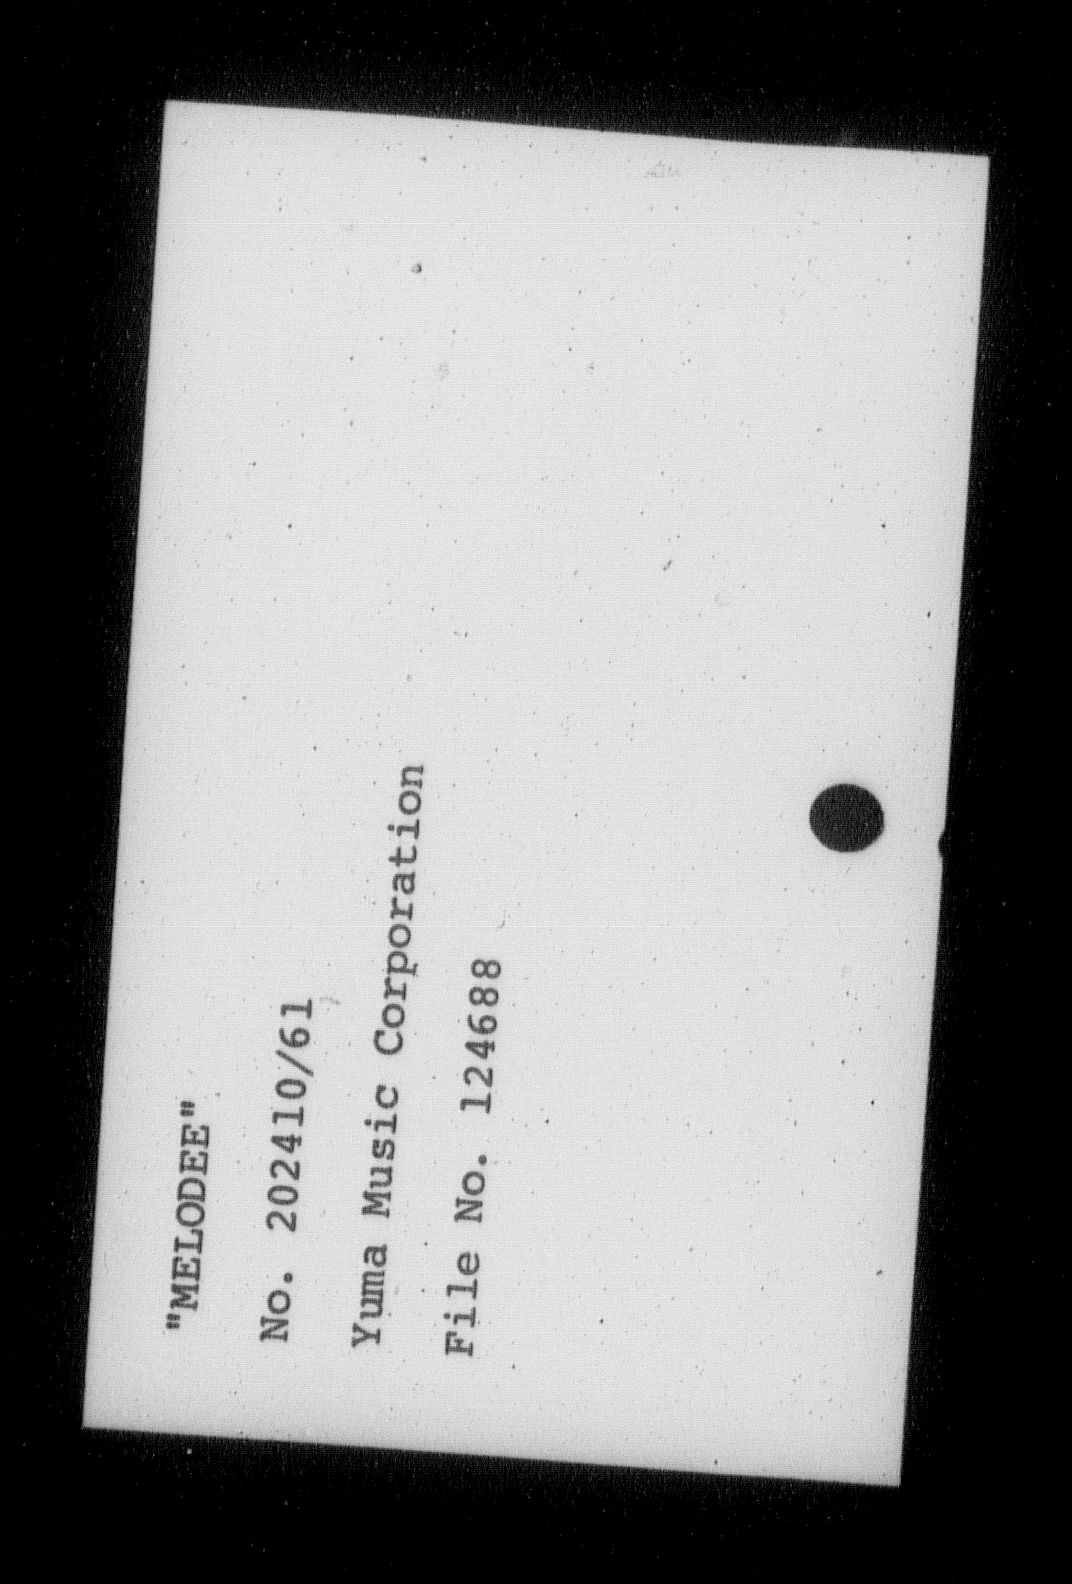 "MELODEE"
No. 202410/61
Yuma Music Corporation
File No. 124688